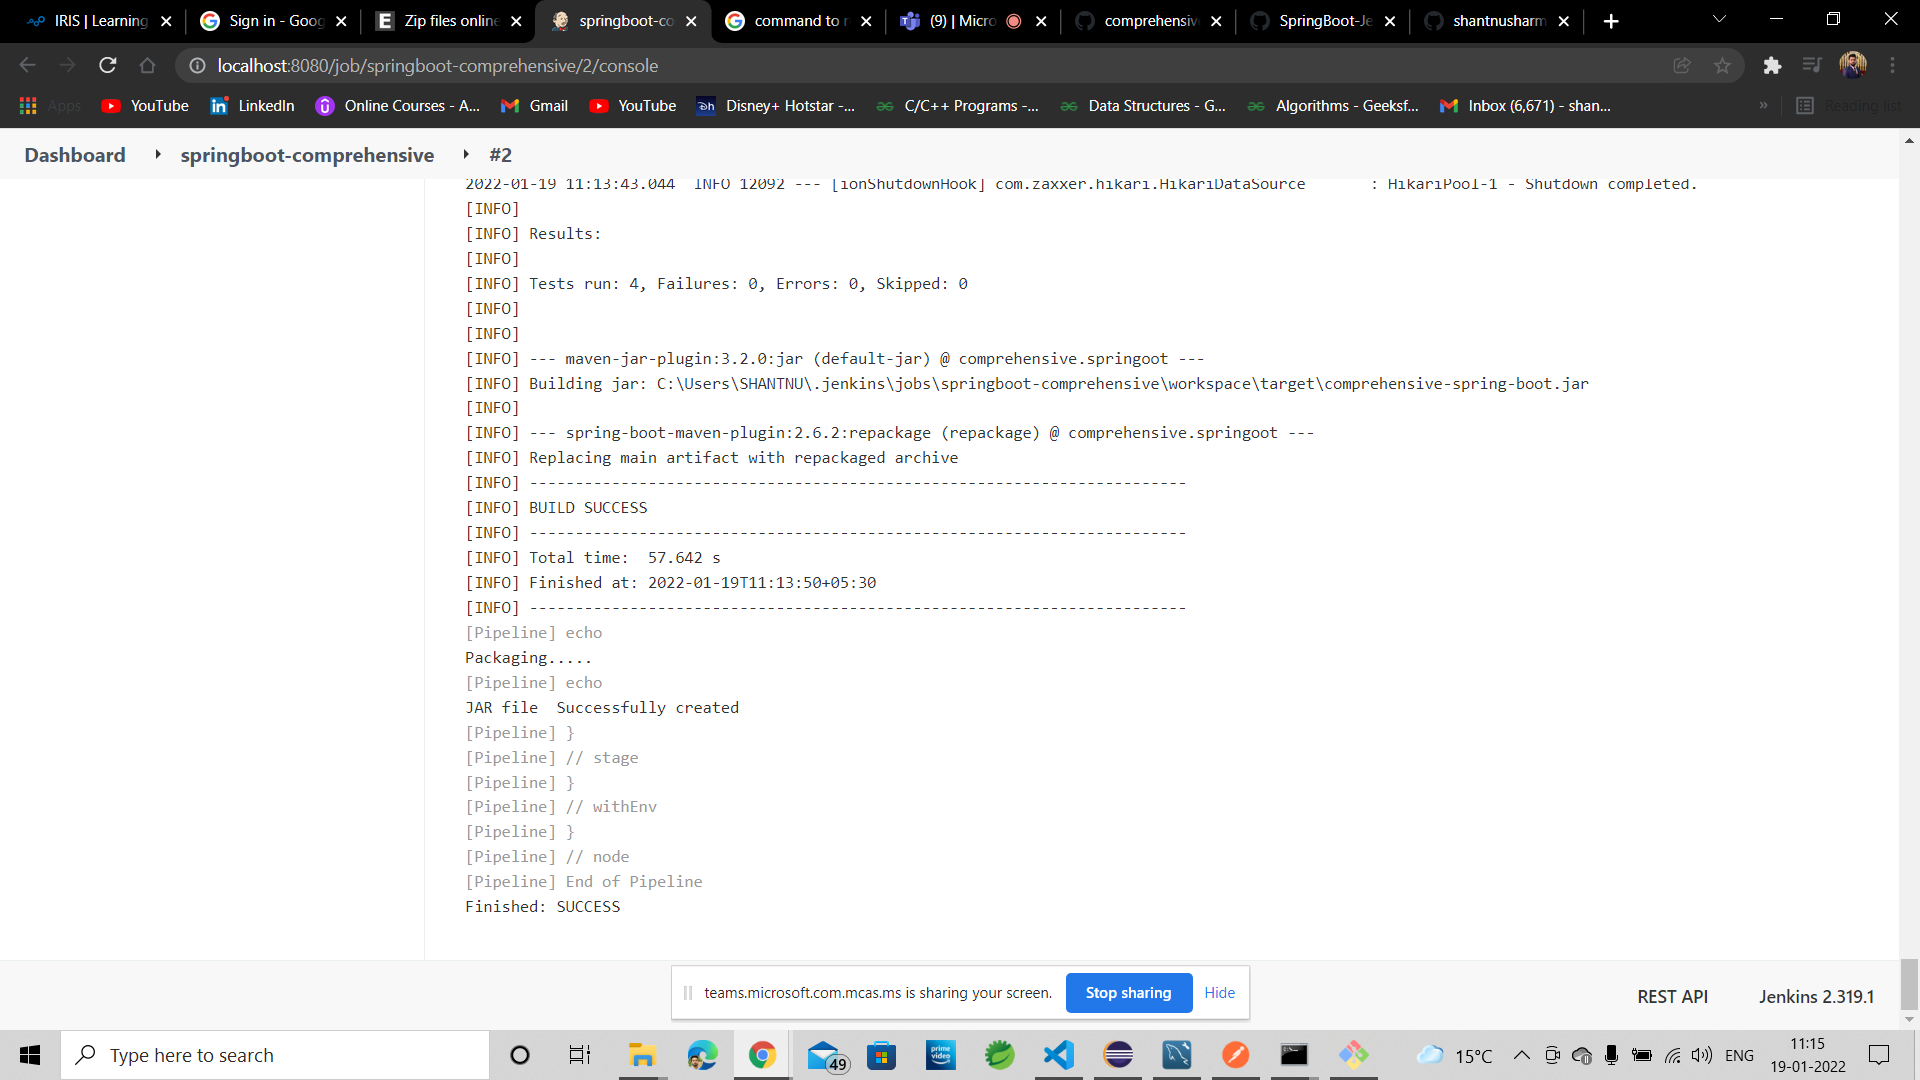 IRIS | Learning
Sign in - Goog
Zip files online
springboot-co
command to r
(9) | Micro
comprehensiv
SpringBoot-Je
shantnusharm
localhost:8080/job/springboot-comprehensive/2/console
Apps
YouTube
LinkedIn
Online Courses - A...
Gmail
YouTube
Disney+ Hotstar -...
C/C++ Programs -...
Data Structures - G...
Algorithms - Geeksf...
Inbox (6,671) - shan...
»
Reading list
Dashboard
springboot-comprehensive
#2
2022-01-19 11:13:43.044  INFO 12092 --- [ionShutdownHook] com.zaxxer.hikari.HikariDataSource       : HikariPool-1 - Shutdown completed.
[INFO]
[INFO] Results:
[INFO]
[INFO] Tests run: 4, Failures: 0, Errors: 0, Skipped: 0
[INFO]
[INFO]
[INFO] --- maven-jar-plugin:3.2.0:jar (default-jar) @ comprehensive.springoot ---
[INFO] Building jar: C:\Users\SHANTNU\.jenkins\jobs\springboot-comprehensive\workspace\target\comprehensive-spring-boot.jar
[INFO]
[INFO] --- spring-boot-maven-plugin:2.6.2:repackage (repackage) @ comprehensive.springoot ---
[INFO] Replacing main artifact with repackaged archive
[INFO] ------------------------------------------------------------------------
[INFO] BUILD SUCCESS
[INFO] ------------------------------------------------------------------------
[INFO] Total time:  57.642 s
[INFO] Finished at: 2022-01-19T11:13:50+05:30
[INFO] ------------------------------------------------------------------------
[Pipeline] echo
Packaging.....
[Pipeline] echo
JAR file  Successfully created
[Pipeline] }
[Pipeline] // stage
[Pipeline] }
[Pipeline] // withEnv
[Pipeline] }
[Pipeline] // node
[Pipeline] End of Pipeline
Finished: SUCCESS
teams.microsoft.com.mcas.ms is sharing your screen.
Stop sharing
Hide
REST API
Jenkins 2.319.1
Type here to search
49
prime video
15°C
ENG
11:15
19-01-2022